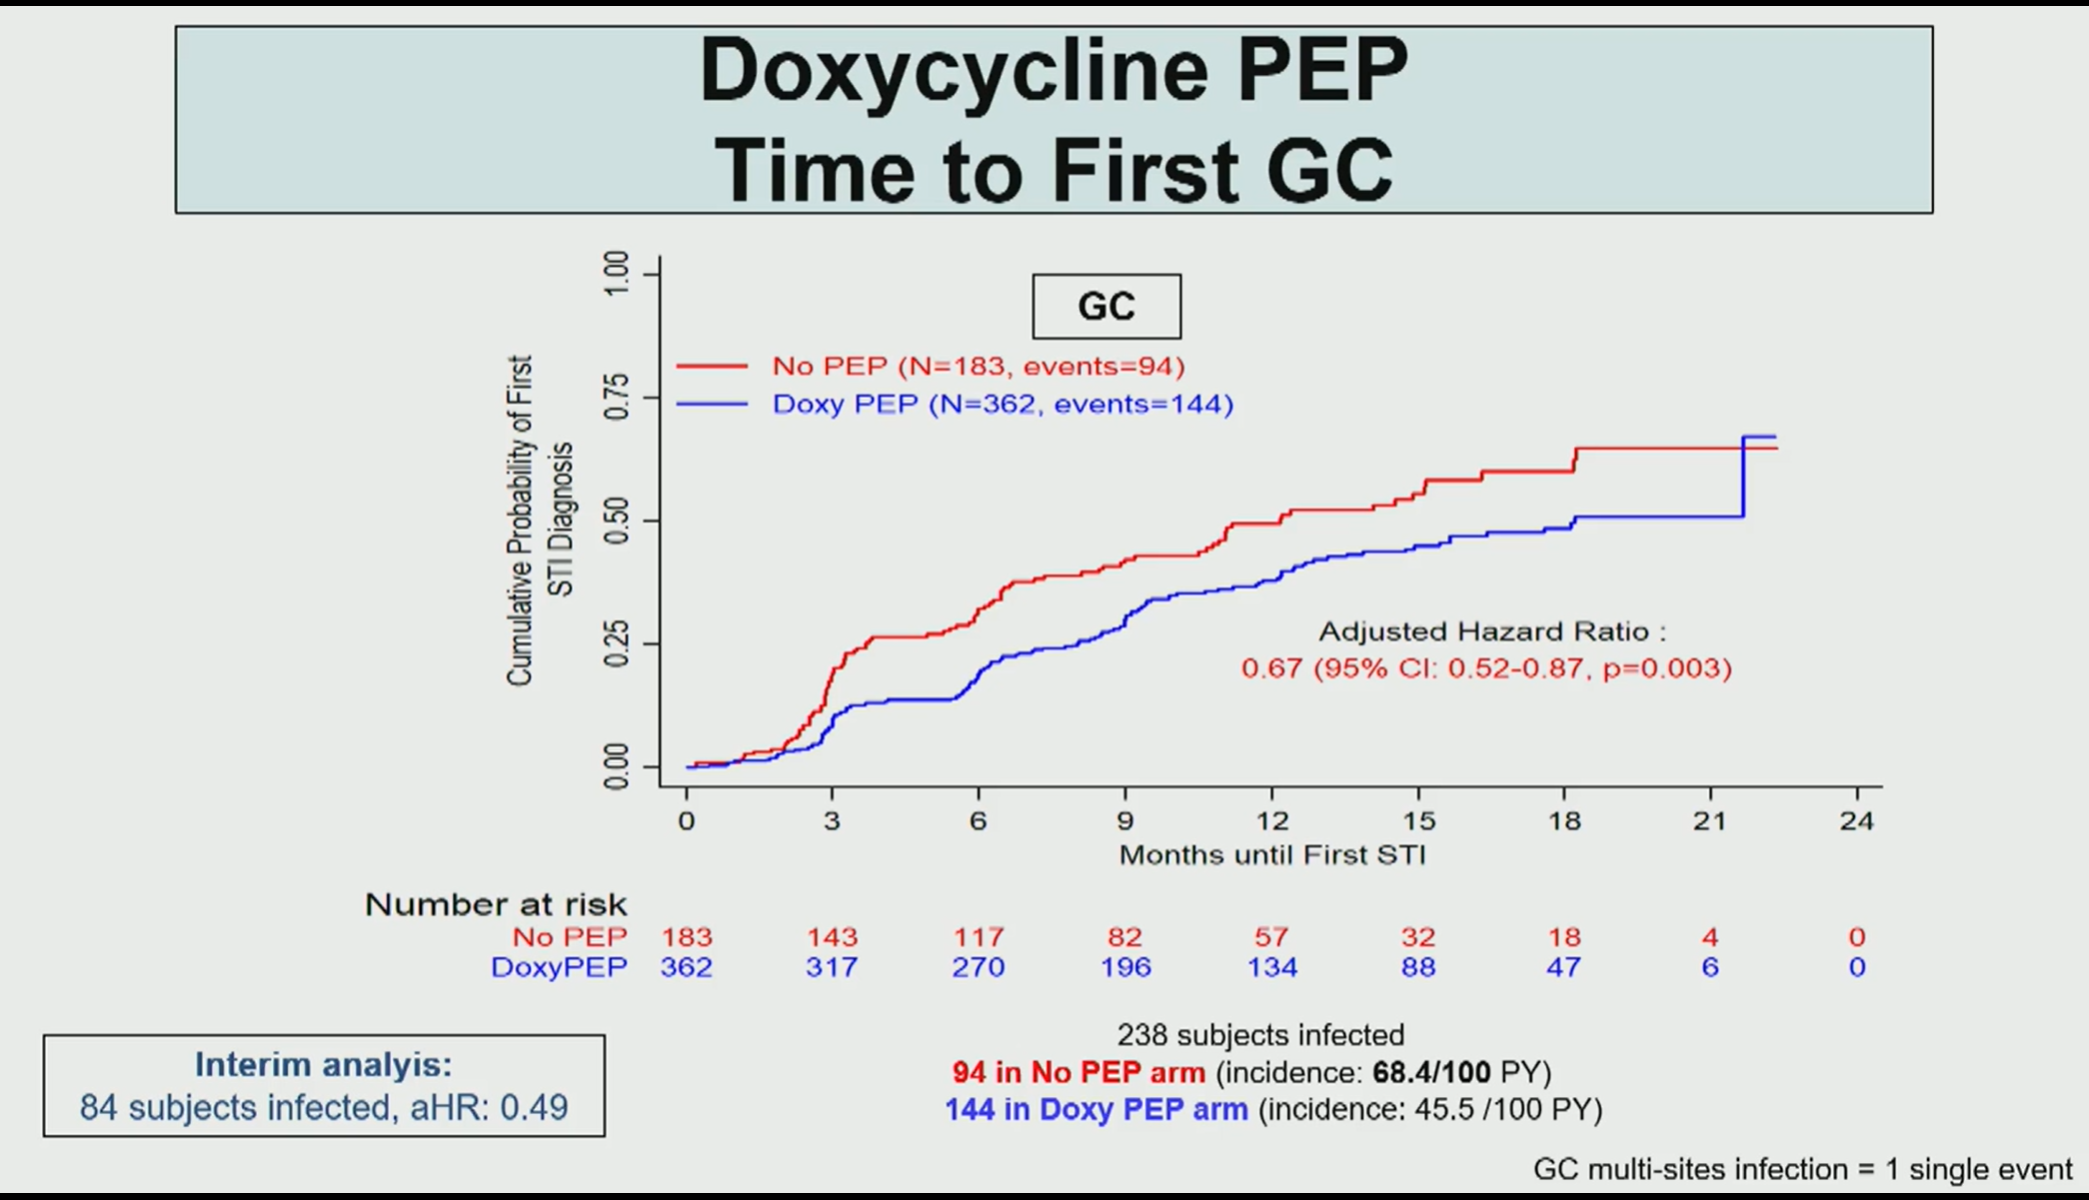 Doxycycline PEP
Time to First GC
GC
No PEP (N=183, events=94)
Doxy PEP (N=362, events=144)
Cumulative Probability of First
STI Diagnosis
1.00
0.75
0.50
0.25
0.00
Adjusted Hazard Ratio :
0.67 (95% CI: 0.52-0.87, p=0.003)
0 3 6 9 12 15 18 21 24
Months until First STI
Number at risk
No PEP 183 143 117 82 57 32 18 4 0
DoxyPEP 362 317 270 196 134 88 47 6 0
Interim analyis:
84 subjects infected, aHR: 0.49
238 subjects infected
94 in No PEP arm (incidence: 68.4/100 PY)
144 in Doxy PEP arm (incidence: 45.5 /100 PY)
GC multi-sites infection = 1 single event